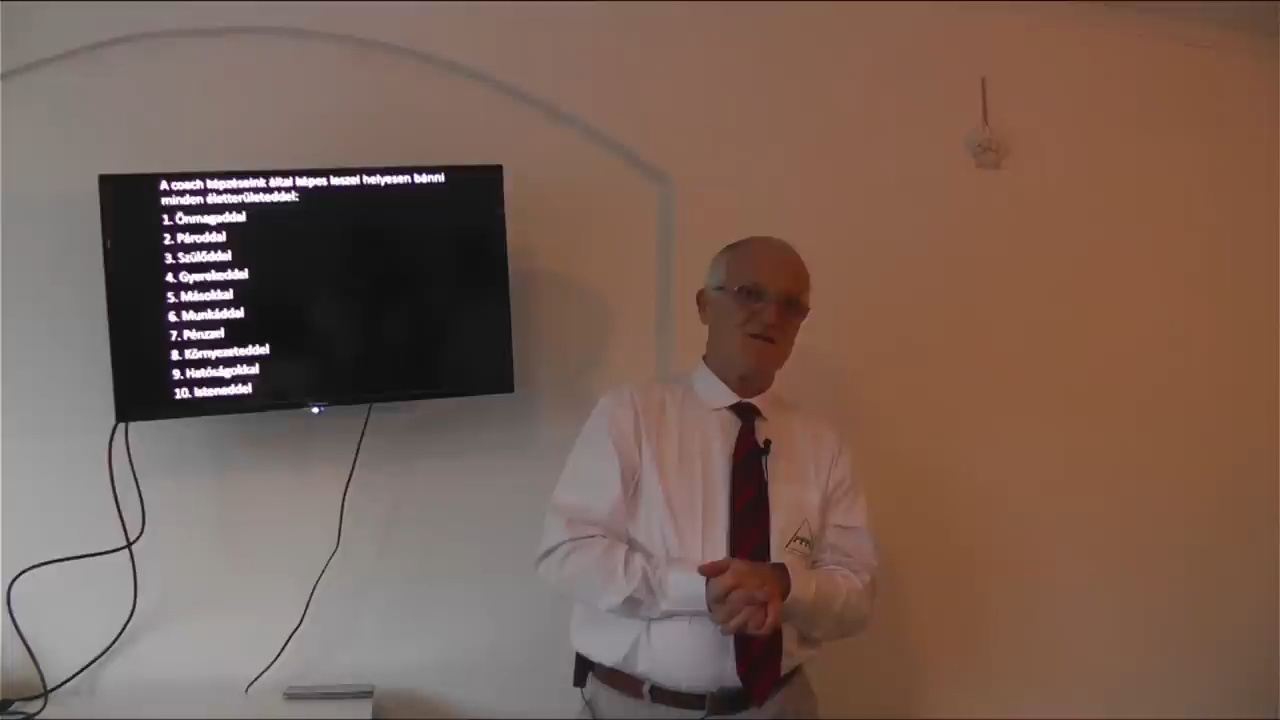 A coach képzéseink által képes leszel helyesen bánni
minden életterületeddel:
1. Önmagaddal
2. Pároddal
3. Szülőddel
4. Gyerekeddel
5. Másokkal
6. Munkáddal
7. Pénzzel
8. Környezeteddel
9. Hatóságokkal
10. Isteneddel